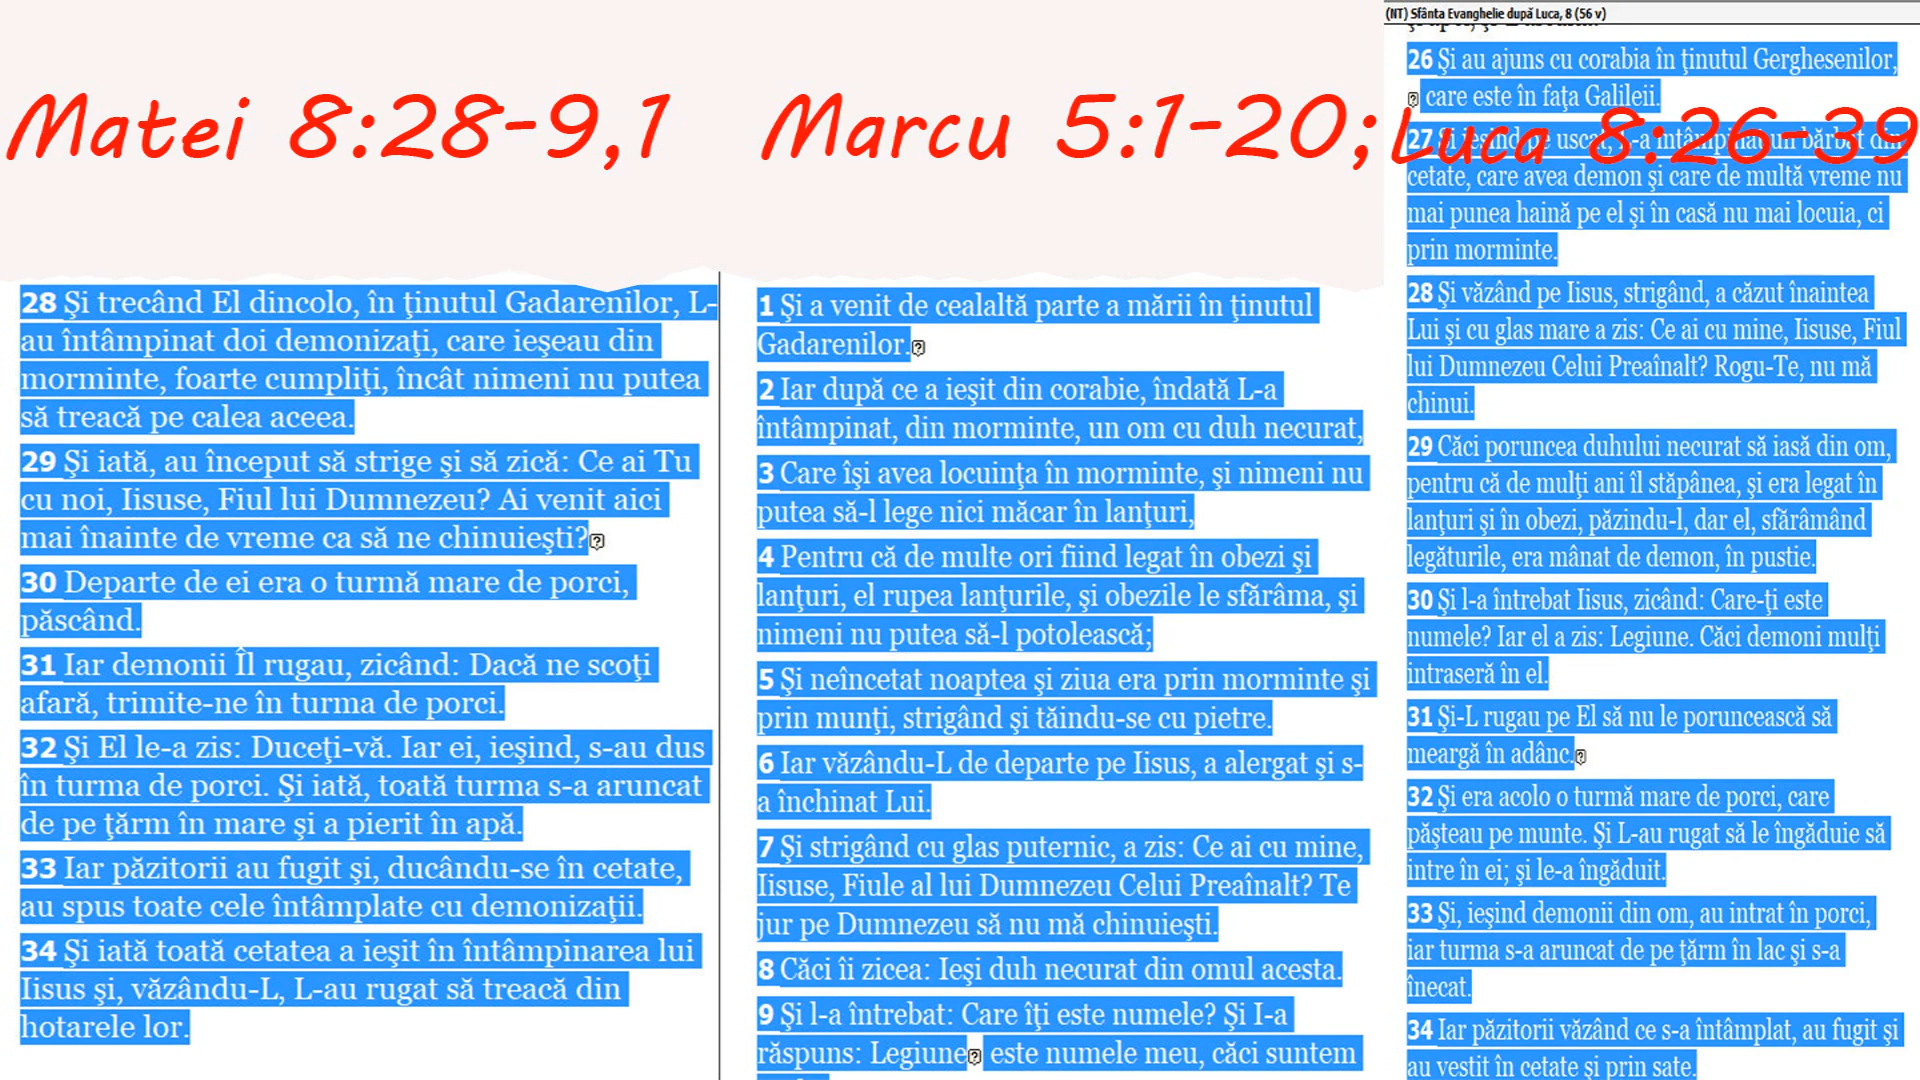 Matei 8:28-9,1 Marcu 5:1-20; Luca 8:26-39
28 Şi trecând El dincolo, în ţinutul Gadarenilor, L-
au întâmpinat doi demonizaţi, care ieşeau din
morminte, foarte cumpliţi, încât nimeni nu putea
să treacă pe calea aceea.
29 Şi iată, au început să strige şi să zică: Ce ai Tu
cu noi, Iisuse, Fiul lui Dumnezeu? Ai venit aici
mai înainte de vreme ca să ne chinuieşti?
30 Departe de ei era o turmă mare de porci,
păscând.
31 Iar demonii Îl rugau, zicând: Dacă ne scoţi
afară, trimite-ne în turma de porci.
32 Şi El le-a zis: Duceţi-vă. Iar ei, ieşind, s-au dus
în turma de porci. Şi iată, toată turma s-a aruncat
de pe ţărm în mare şi a pierit în apă.
33 Iar păzitorii au fugit şi, ducându-se în cetate,
au spus toate cele întâmplate cu demonizaţii.
34 Şi iată toată cetatea a ieşit în întâmpinarea lui
Iisus şi, văzându-L, L-au rugat să treacă din
hotarele lor.
1 Şi a venit de cealaltă parte a mării în ţinutul
Gadarenilor.
2 Iar după ce a ieşit din corabie, îndată L-a
întâmpinat, din morminte, un om cu duh necurat,
3 Care îşi avea locuinţa în morminte, şi nimeni nu
putea să-l lege nici măcar în lanţuri,
4 Pentru că de multe ori fiind legat în obezi şi
lanţuri, el rupea lanţurile, şi obezile le sfărâma, şi
nimeni nu putea să-l potolească;
5 Şi neîncetat noaptea şi ziua era prin morminte şi
prin munţi, strigând şi tăindu-se cu pietre.
6 Iar văzându-L de departe pe Iisus, a alergat şi s-
a închinat Lui.
7 Şi strigând cu glas puternic, a zis: Ce ai cu mine,
Iisuse, Fiule al lui Dumnezeu Celui Preaînalt? Te
jur pe Dumnezeu să nu mă chinuieşti.
8 Căci îi zicea: Ieşi duh necurat din omul acesta.
9 Şi l-a întrebat: Care îţi este numele? Şi I-a
răspuns: Legiune este numele meu, căci suntem
(NT) Sfânta Evanghelie după Luca, 8 (56 v)
26 Şi au ajuns cu corabia în ţinutul Gerghesenilor,
care este în faţa Galileii.
27 Şi ieşind pe uscat, L-a întâmpinat un bărbat din
cetate, care avea demon şi care de multă vreme nu
mai punea haină pe el şi în casă nu mai locuia, ci
prin morminte.
28 Şi văzând pe Iisus, strigând, a căzut înaintea
Lui şi cu glas mare a zis: Ce ai cu mine, Iisuse, Fiul
lui Dumnezeu Celui Preaînalt? Rogu-Te, nu mă
chinui.
29 Căci poruncea duhului necurat să iasă din om,
pentru că de mulţi ani îl stăpânea, şi era legat în
lanţuri şi în obezi, păzindu-l, dar el, sfărâmând
legăturile, era mânat de demon, în pustie.
30 Şi l-a întrebat Iisus, zicând: Care-ţi este
numele? Iar el a zis: Legiune. Căci demoni mulţi
intraseră în el.
31 Şi-L rugau pe El să nu le poruncească să
meargă în adânc.
32 Şi era acolo o turmă mare de porci, care
păşteau pe munte. Şi L-au rugat să le îngăduie să
intre în ei; şi le-a îngăduit.
33 Şi, ieşind demonii din om, au intrat în porci,
iar turma s-a aruncat de pe ţărm în lac şi s-a
înecat.
34 Iar păzitorii văzând ce s-a întâmplat, au fugit şi
au vestit în cetate şi prin sate.